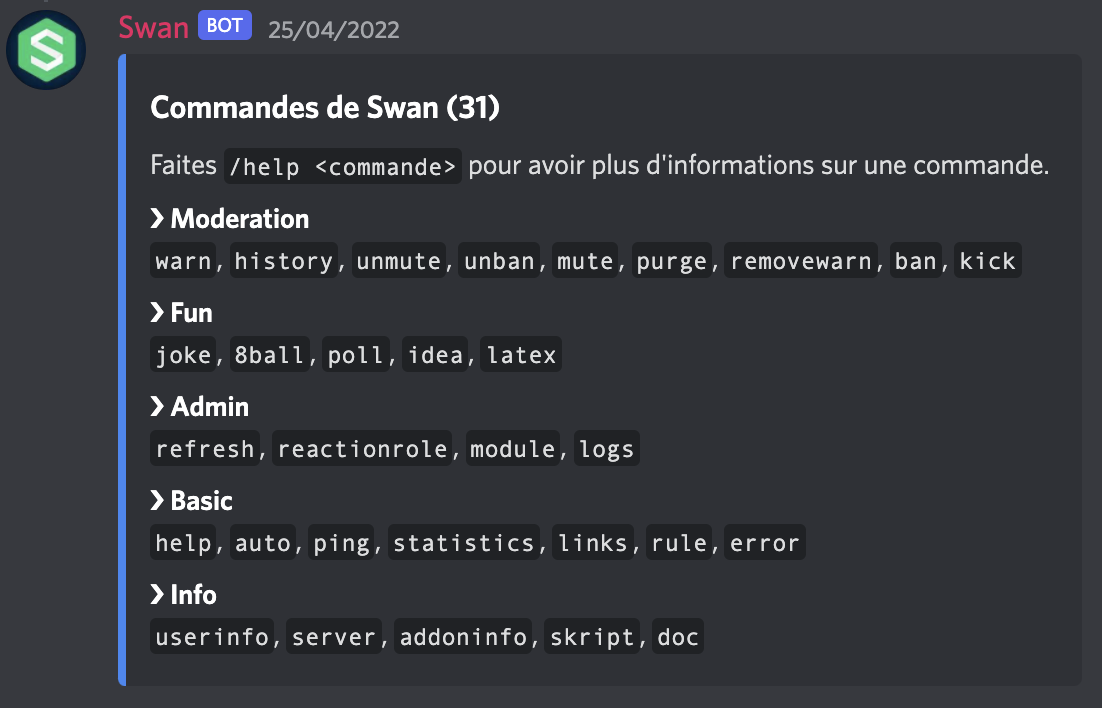 Swan BOT 25/04/2022
Commandes de Swan (31)
Faites /help <commande> pour avoir plus d'informations sur une commande.
❯ Moderation
warn, history, unmute, unban, mute, purge, removewarn, ban, kick
❯ Fun
joke, 8ball, poll, idea, latex
❯ Admin
refresh, reactionrole, module, logs
❯ Basic
help, auto, ping, statistics, links, rule, error
❯ Info
userinfo, server, addoninfo, skript, doc